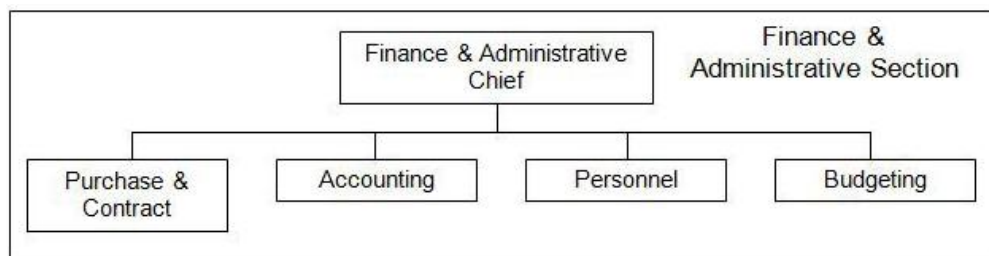 Finance & Administrative
Chief
Finance &
Administrative Section
Purchase &
Contract
Accounting
Personnel
Budgeting